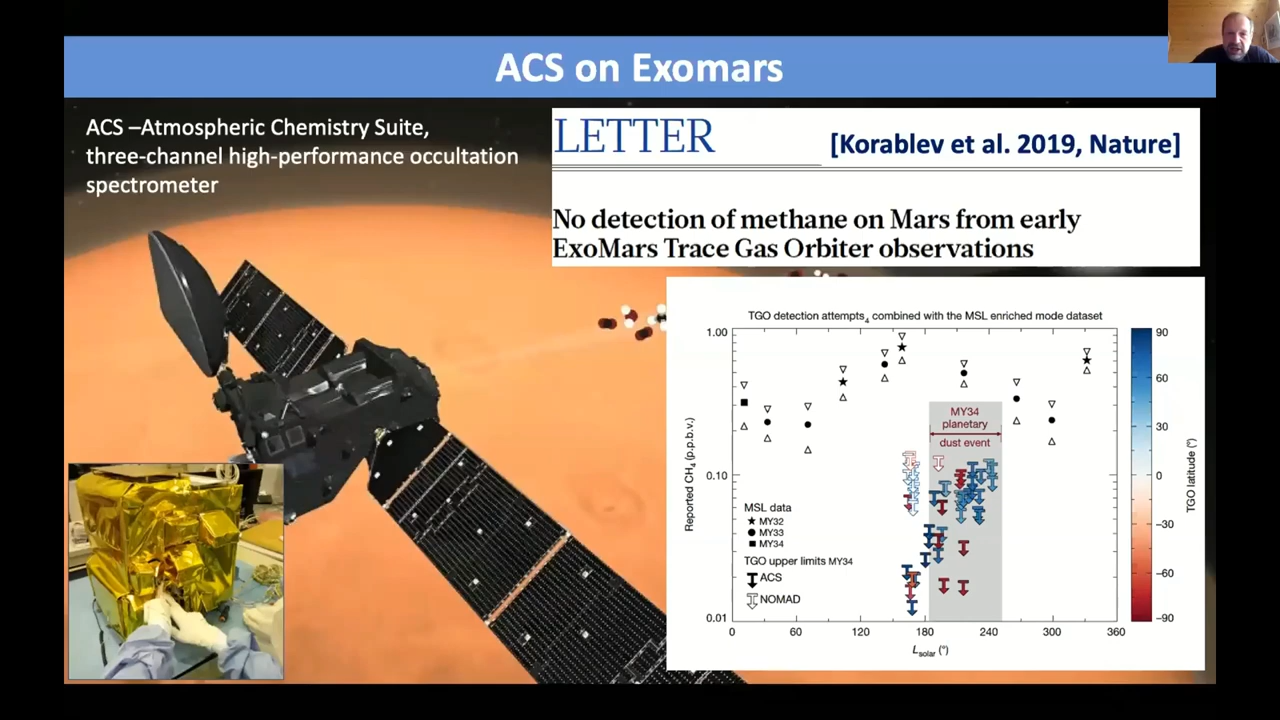 ACS on Exomars
ACS –Atmospheric Chemistry Suite,
three-channel high-performance occultation
spectrometer
LETTER
[Korablev et al. 2019, Nature]
No detection of methane on Mars from early
ExoMars Trace Gas Orbiter observations
TGO detection attempts, combined with the MSL enriched mode dataset
1.00
0.10
0.01
Reported CH4 (p.p.b.v.)
MY34
planetary
dust event
MSL data
MY32
MY33
MY34
TGO upper limits MY34
ACS
NOMAD
0 60 120 180 240 300 360
Lsolar (°)
90
60
30
0
−30
−60
−90
TGO latitude (°)